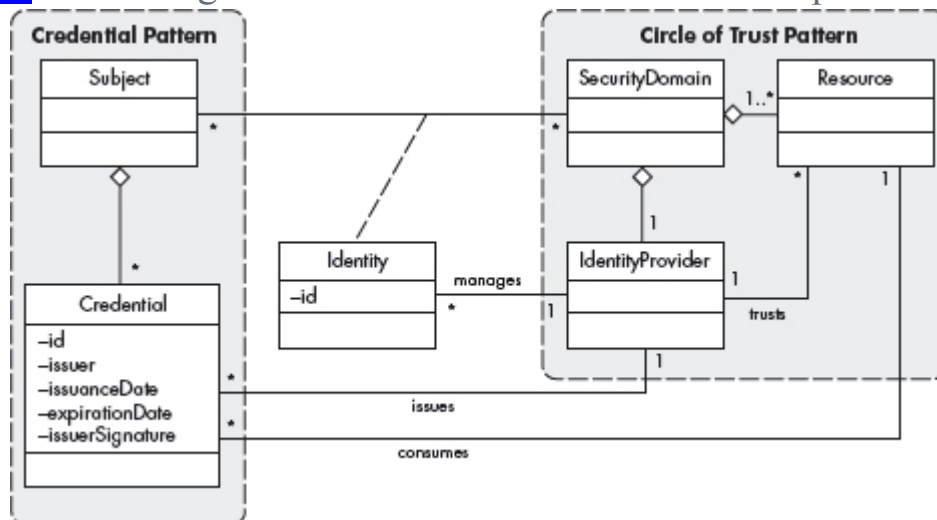 Credential Pattern
Circle of Trust Pattern
Subject
SecurityDomain
Resource
1..*
*
*
*
1
1
*
Identity
–id
manages
*
1
IdentityProvider
1
trusts
1
Credential
–id
–issuer
–issuanceDate
–expirationDate
–issuerSignature
*
issues
*
consumes